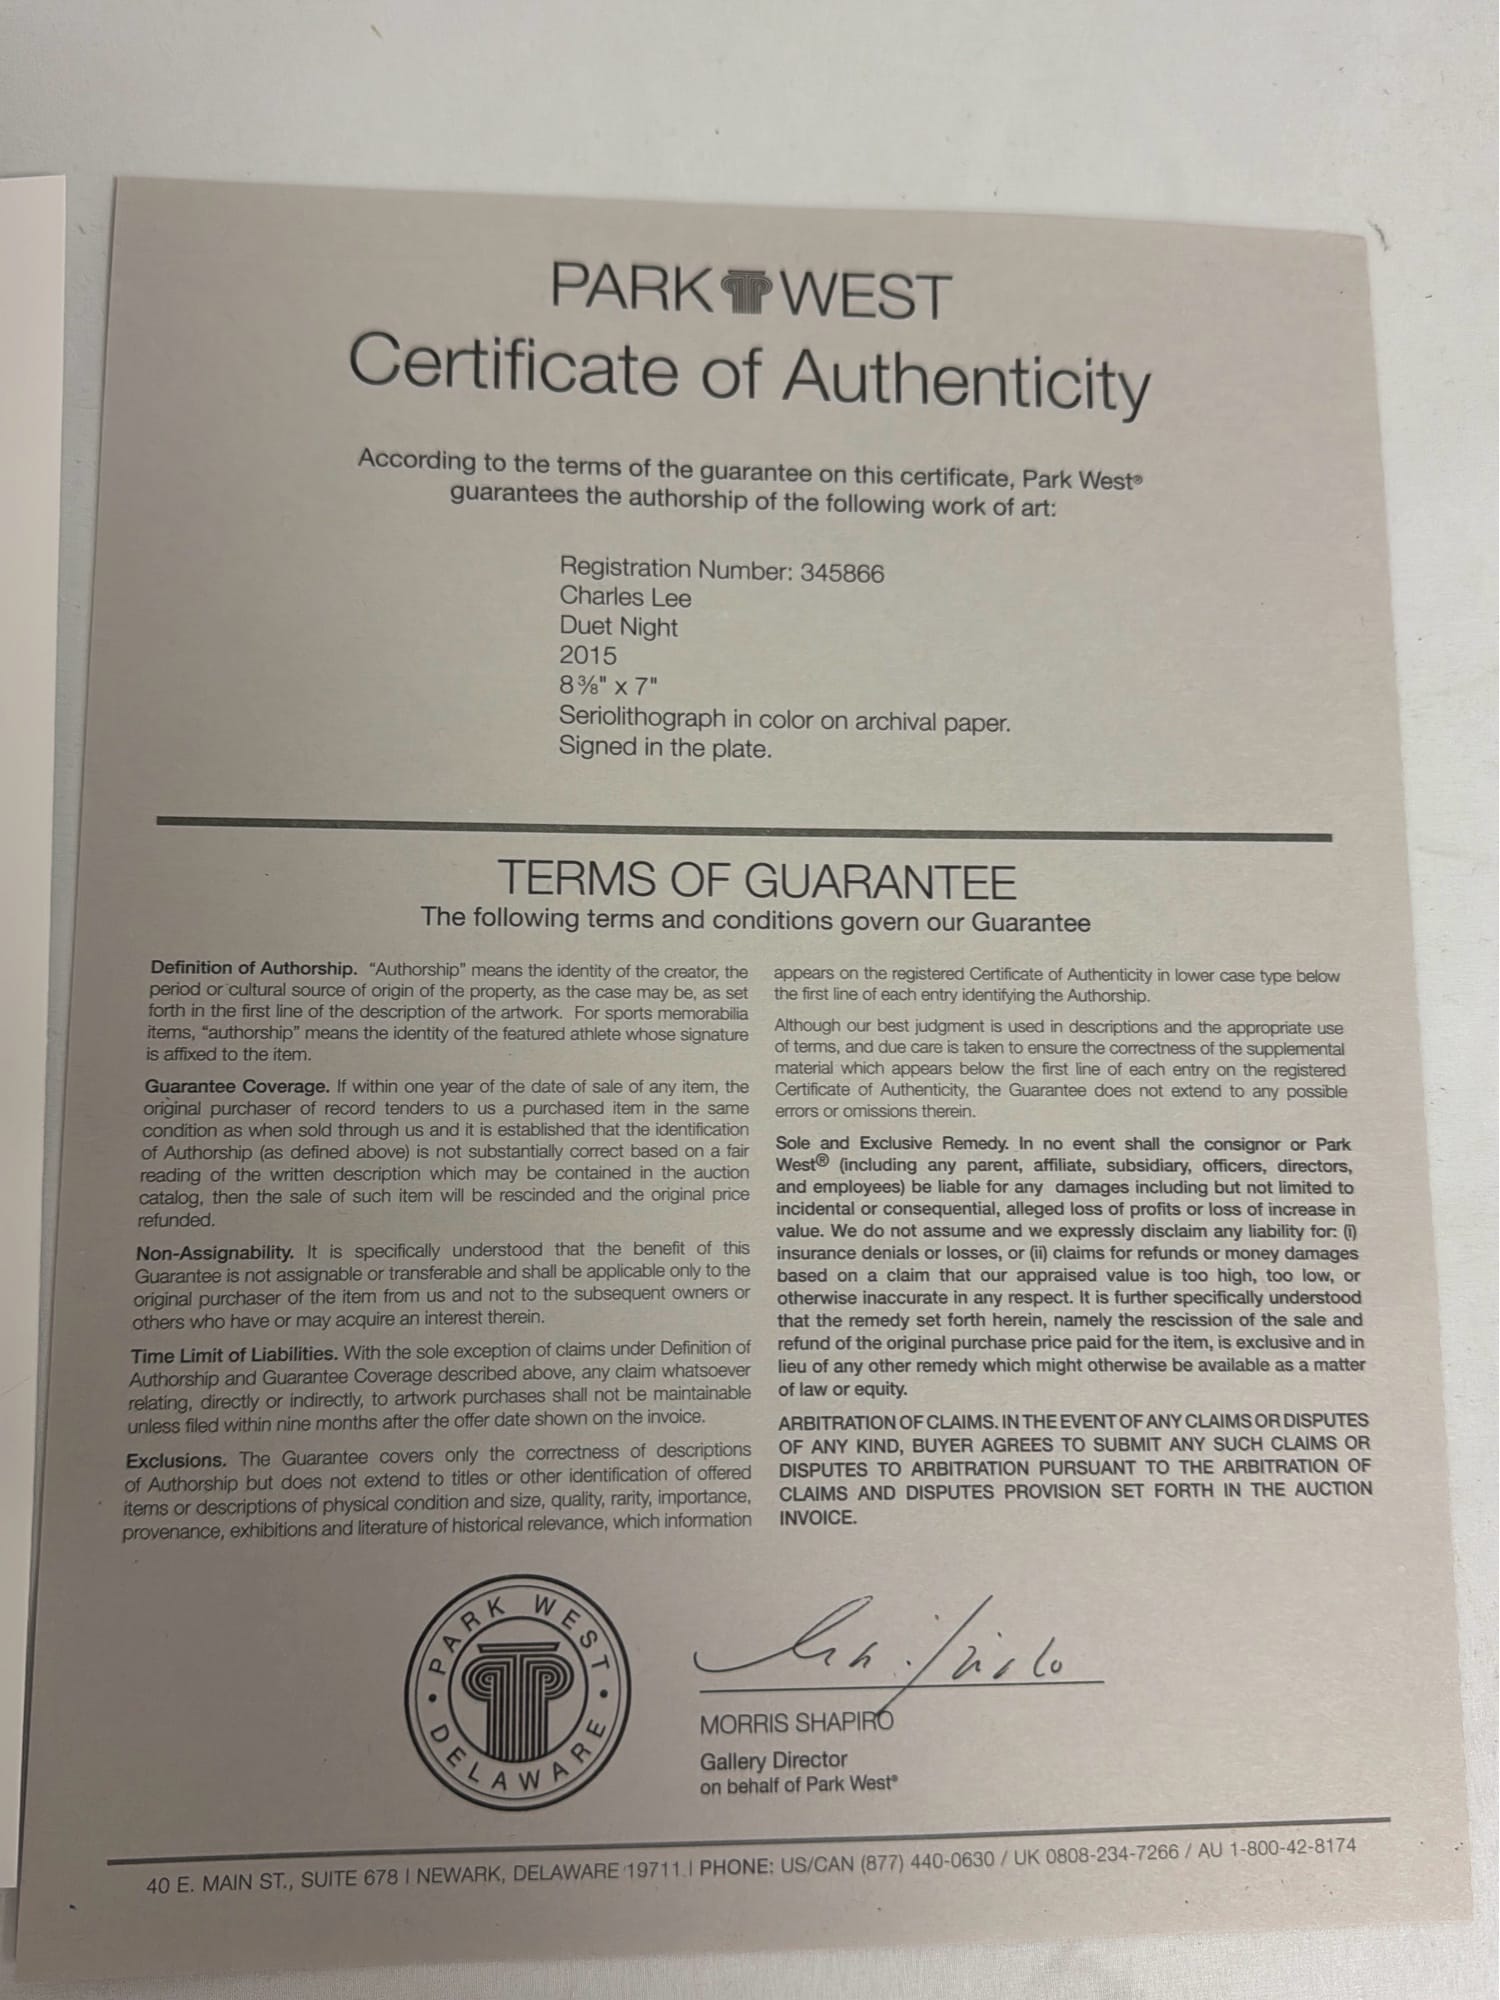 PARK WEST
Certificate of Authenticity
According to the terms of the guarantee on this certificate, Park West®
guarantees the authorship of the following work of art:
Registration Number: 345866
Charles Lee
Duet Night
2015
8⅜" x 7"
Seriolithograph in color on archival paper.
Signed in the plate.
TERMS OF GUARANTEE
The following terms and conditions govern our Guarantee
Definition of Authorship. “Authorship” means the identity of the creator, the
period or cultural source of origin of the property, as the case may be, as set
forth in the first line of the description of the artwork. For sports memorabilia
items, “authorship” means the identity of the featured athlete whose signature
is affixed to the item.
Guarantee Coverage. If within one year of the date of sale of any item, the
original purchaser of record tenders to us a purchased item in the same
condition as when sold through us and it is established that the identification
of Authorship (as defined above) is not substantially correct based on a fair
reading of the written description which may be contained in the auction
catalog, then the sale of such item will be rescinded and the original price
refunded.
Non-Assignability. It is specifically understood that the benefit of this
Guarantee is not assignable or transferable and shall be applicable only to the
original purchaser of the item from us and not to the subsequent owners or
others who have or may acquire an interest therein.
Time Limit of Liabilities. With the sole exception of claims under Definition of
Authorship and Guarantee Coverage described above, any claim whatsoever
relating, directly or indirectly, to artwork purchases shall not be maintainable
unless filed within nine months after the offer date shown on the invoice.
Exclusions. The Guarantee covers only the correctness of descriptions
of Authorship but does not extend to titles or other identification of offered
items or descriptions of physical condition and size, quality, rarity, importance,
provenance, exhibitions and literature of historical relevance, which information
appears on the registered Certificate of Authenticity in lower case type below
the first line of each entry identifying the Authorship.
Although our best judgment is used in descriptions and the appropriate use
of terms, and due care is taken to ensure the correctness of the supplemental
material which appears below the first line of each entry on the registered
Certificate of Authenticity, the Guarantee does not extend to any possible
errors or omissions therein.
Sole and Exclusive Remedy. In no event shall the consignor or Park
West® (including any parent, affiliate, subsidiary, officers, directors,
and employees) be liable for any damages including but not limited to
incidental or consequential, alleged loss of profits or loss of increase in
value. We do not assume and we expressly disclaim any liability for: (i)
insurance denials or losses, or (ii) claims for refunds or money damages
based on a claim that our appraised value is too high, too low, or
otherwise inaccurate in any respect. It is further specifically understood
that the remedy set forth herein, namely the rescission of the sale and
refund of the original purchase price paid for the item, is exclusive and in
lieu of any other remedy which might otherwise be available as a matter
of law or equity.
ARBITRATION OF CLAIMS. IN THE EVENT OF ANY CLAIMS OR DISPUTES
OF ANY KIND, BUYER AGREES TO SUBMIT ANY SUCH CLAIMS OR
DISPUTES TO ARBITRATION PURSUANT TO THE ARBITRATION OF
CLAIMS AND DISPUTES PROVISION SET FORTH IN THE AUCTION
INVOICE.
PARK WEST
DELAWARE
MORRIS SHAPIRO
Gallery Director
on behalf of Park West®
40 E. MAIN ST., SUITE 678 | NEWARK, DELAWARE 19711 | PHONE: US/CAN (877) 440-0630 / UK 0808-234-7266 / AU 1-800-42-8174